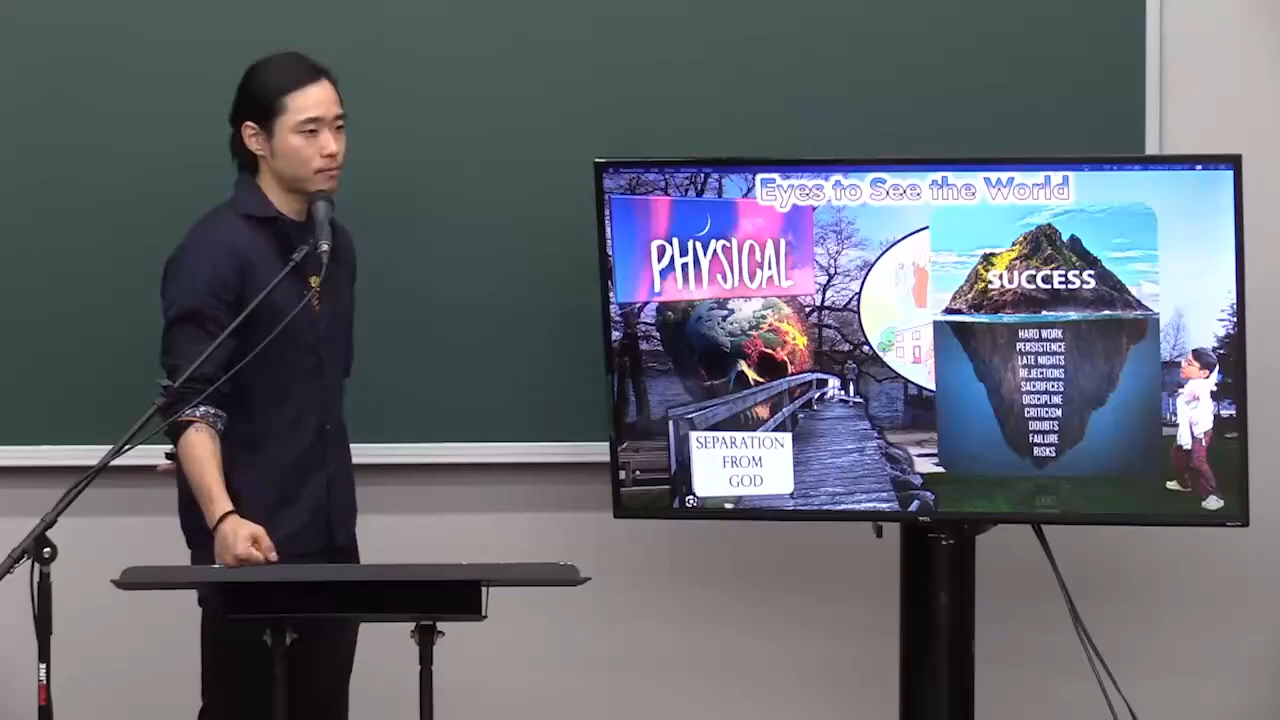 Eyes to See the World
PHYSICAL
SEPARATION
FROM
GOD
SUCCESS
HARD WORK
PERSISTENCE
LATE NIGHTS
REJECTIONS
SACRIFICES
DISCIPLINE
CRITICISM
DOUBTS
FAILURE
RISKS
TCL